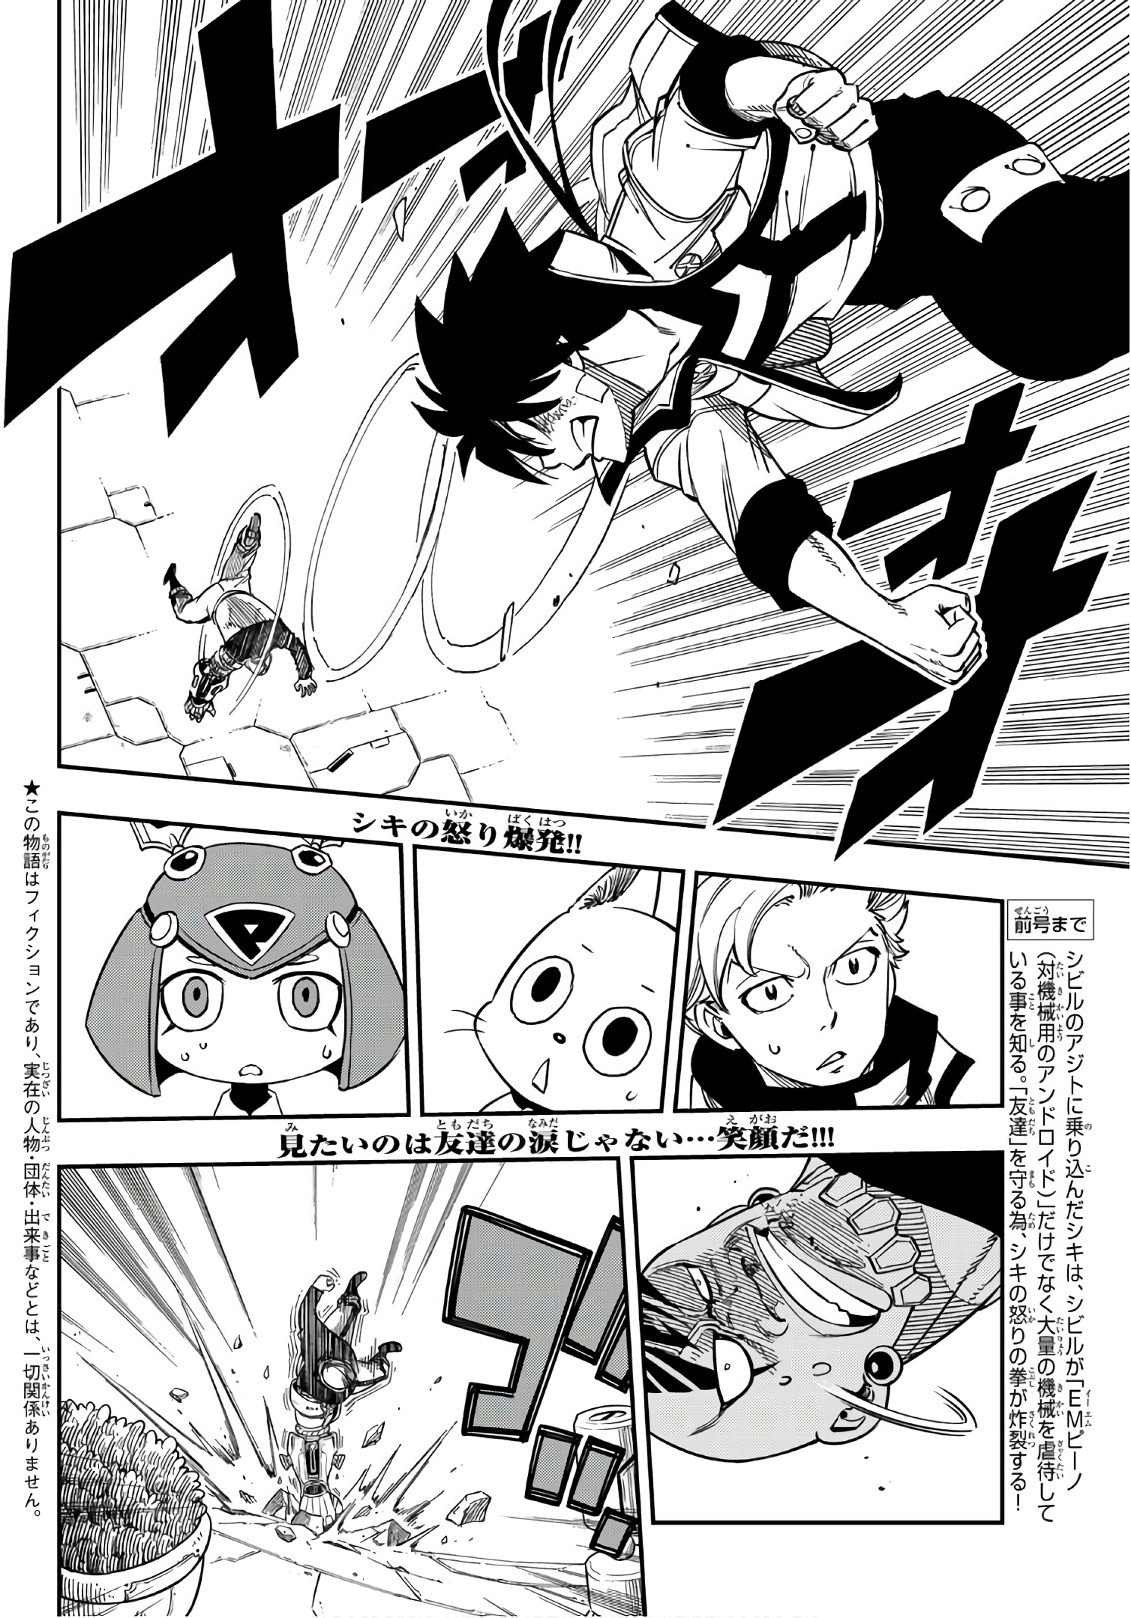 ドガガッ
シキの怒り爆発!!
前号まで
シビルのアジトに乗り込んだシキは、シビルが「EMピーノ
(対機械用のアンドロイド)」だけでなく大量の機械を虐待して
いる事を知る。「友達」を守る為、シキの怒りの拳が炸裂する!
見たいのは友達の涙じゃない…笑顔だ!!!
P
ゴッ
★この物語はフィクションであり、実在の人物・団体・出来事などとは、一切関係ありません。